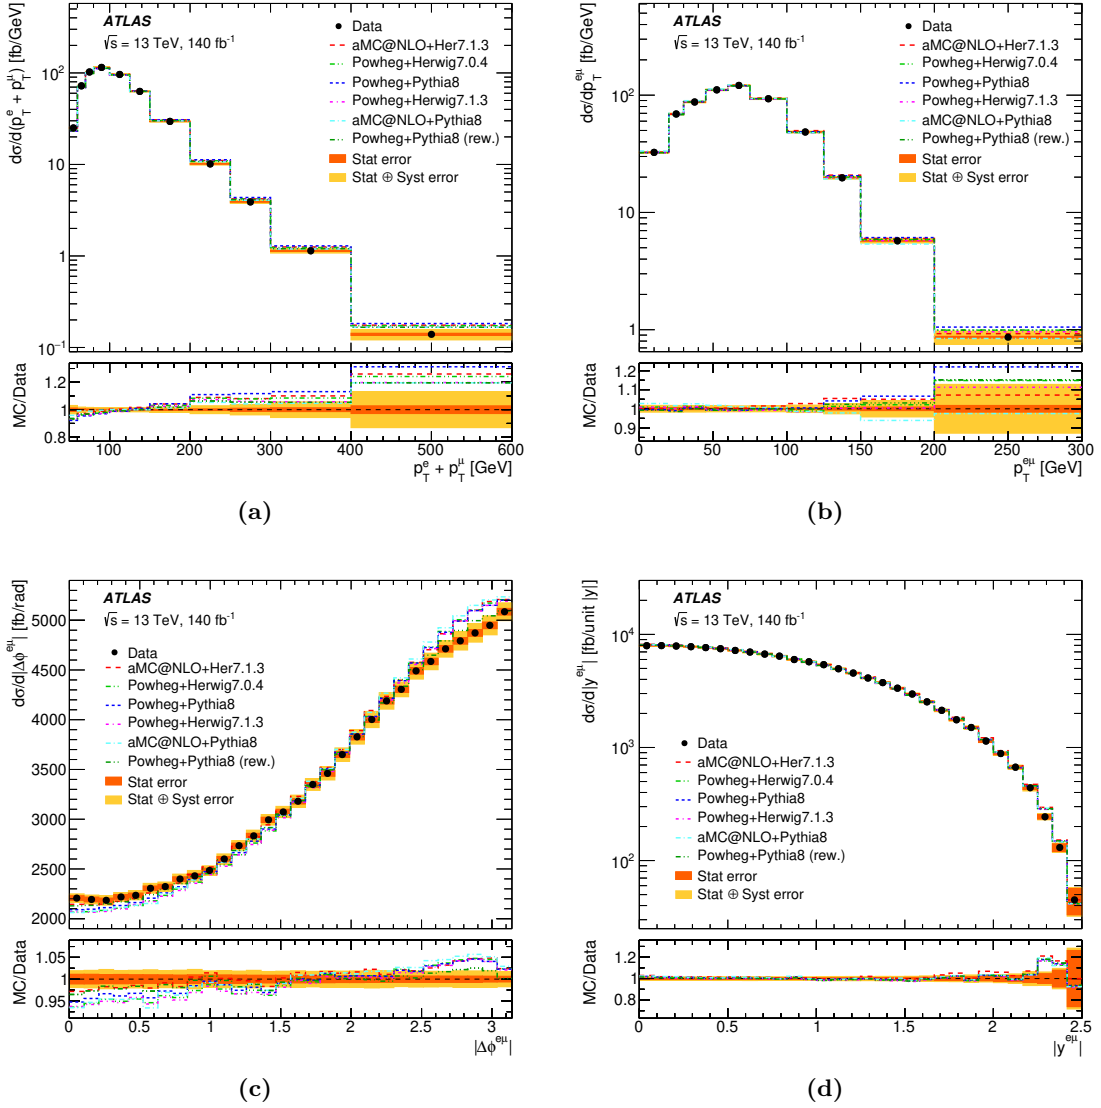 ATLAS
√s = 13 TeV, 140 fb⁻¹
Data
aMC@NLO+Her7.1.3
Powheg+Herwig7.0.4
Powheg+Pythia8
Powheg+Herwig7.1.3
aMC@NLO+Pythia8
Powheg+Pythia8 (rew.)
Stat error
Stat ⊕ Syst error
dσ/d(p_T^e + p_T^μ) [fb/GeV]
10²
10
1
10⁻¹
MC/Data
1.2
1
0.8
100 200 300 400 500 600
p_T^e + p_T^μ [GeV]
(a)
ATLAS
√s = 13 TeV, 140 fb⁻¹
Data
aMC@NLO+Her7.1.3
Powheg+Herwig7.0.4
Powheg+Pythia8
Powheg+Herwig7.1.3
aMC@NLO+Pythia8
Powheg+Pythia8 (rew.)
Stat error
Stat ⊕ Syst error
dσ/dp_T^eμ [fb/GeV]
10²
10
1
MC/Data
1.2
1.1
1
0.9
0 50 100 150 200 250 300
p_T^eμ [GeV]
(b)
ATLAS
√s = 13 TeV, 140 fb⁻¹
Data
aMC@NLO+Her7.1.3
Powheg+Herwig7.0.4
Powheg+Pythia8
Powheg+Herwig7.1.3
aMC@NLO+Pythia8
Powheg+Pythia8 (rew.)
Stat error
Stat ⊕ Syst error
dσ/d|Δϕ^eμ| [fb/rad]
5000
4500
4000
3500
3000
2500
2000
MC/Data
1.05
1
0.95
0 0.5 1 1.5 2 2.5 3
|Δϕ^eμ|
(c)
ATLAS
√s = 13 TeV, 140 fb⁻¹
Data
aMC@NLO+Her7.1.3
Powheg+Herwig7.0.4
Powheg+Pythia8
Powheg+Herwig7.1.3
aMC@NLO+Pythia8
Powheg+Pythia8 (rew.)
Stat error
Stat ⊕ Syst error
dσ/d|y^eμ| [fb/unit |y|]
10⁴
10³
10²
MC/Data
1.2
1
0.8
0 0.5 1 1.5 2 2.5
|y^eμ|
(d)